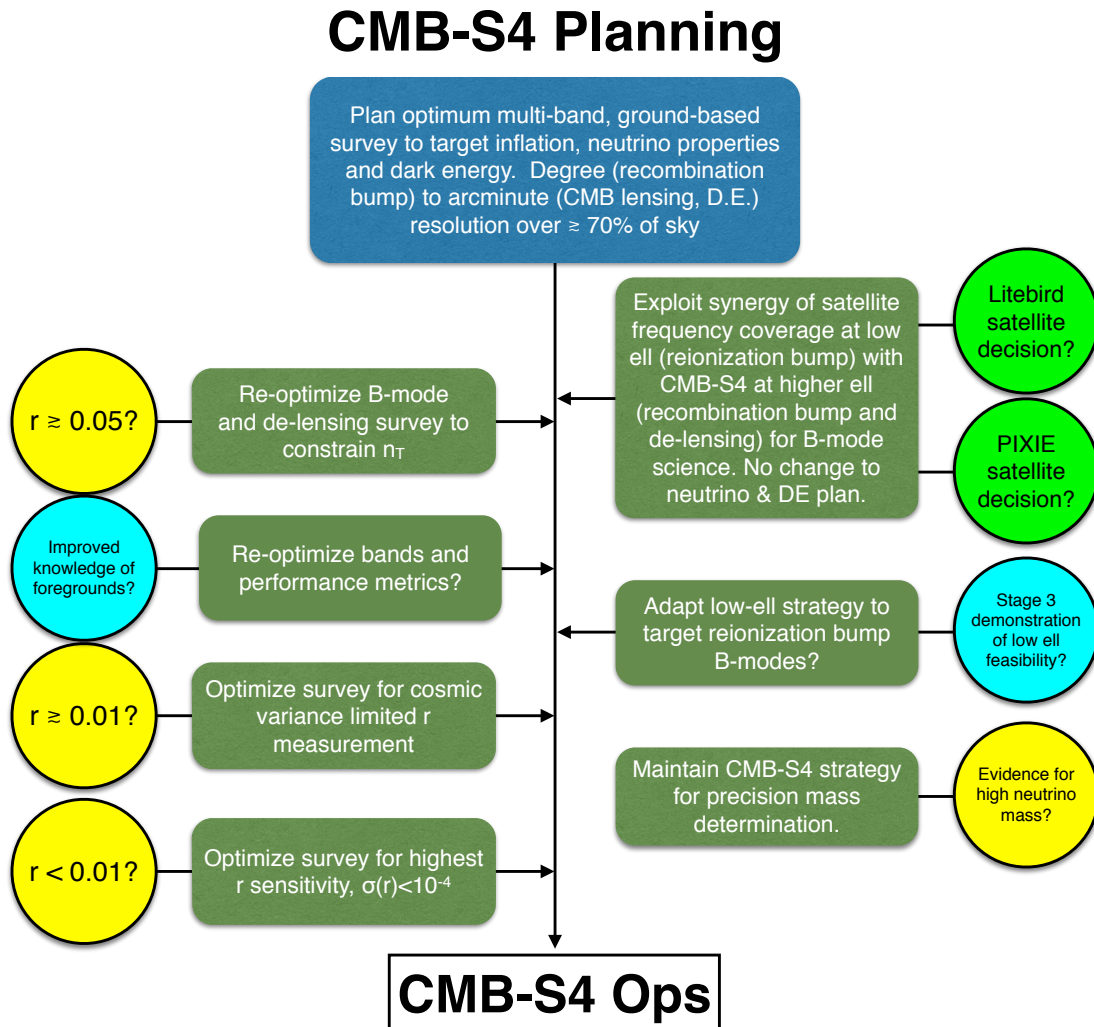 CMB-S4 Planning
Plan optimum multi-band, ground-based
survey to target inflation, neutrino properties
and dark energy.  Degree (recombination
bump) to arcminute (CMB lensing, D.E.)
resolution over ≳ 70% of sky
Exploit synergy of satellite
frequency coverage at low
ell (reionization bump) with
CMB-S4 at higher ell
(recombination bump and
de-lensing) for B-mode
science. No change to
neutrino & DE plan.
Litebird
satellite
decision?
PIXIE
satellite
decision?
r ≳ 0.05?
Re-optimize B-mode
and de-lensing survey to
constrain nT
Improved
knowledge of
foregrounds?
Re-optimize bands and
performance metrics?
Adapt low-ell strategy to
target reionization bump
B-modes?
Stage 3
demonstration
of low ell
feasibility?
r ≳ 0.01?
Optimize survey for cosmic
variance limited r
measurement
Maintain CMB-S4 strategy
for precision mass
determination.
Evidence for
high neutrino
mass?
r < 0.01?
Optimize survey for highest
r sensitivity, σ(r)<10⁻⁴
CMB-S4 Ops